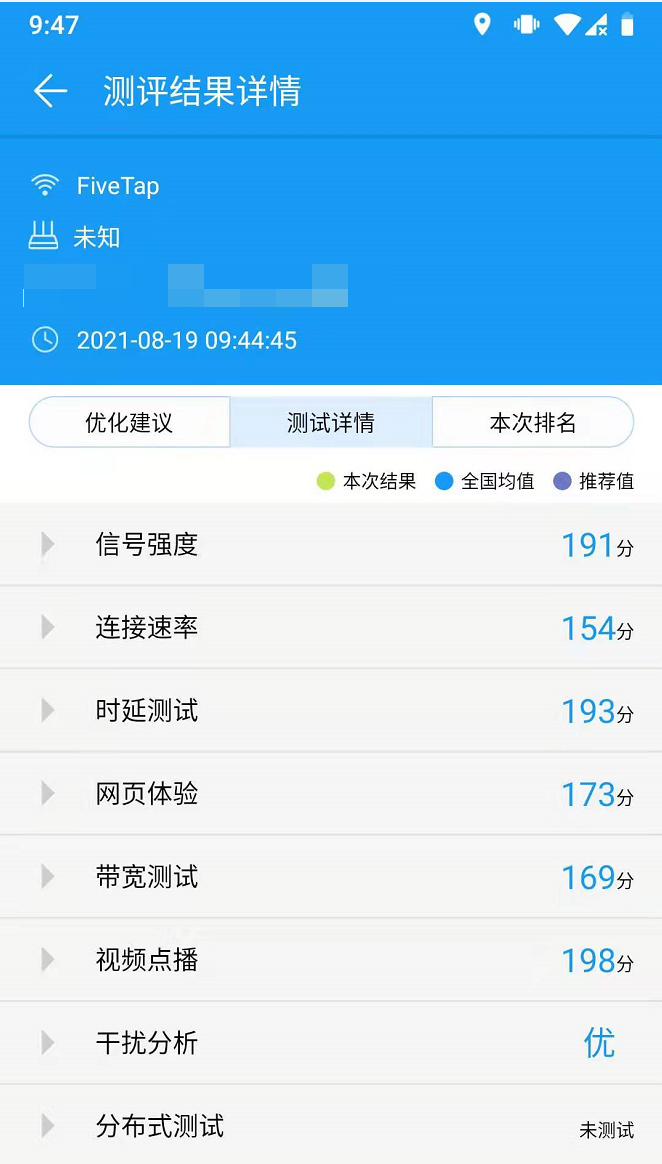 9:47
测评结果详情
FiveTap
未知
2021-08-19 09:44:45
优化建议 测试详情 本次排名
本次结果 全国均值 推荐值
信号强度 191分
连接速率 154分
时延测试 193分
网页体验 173分
带宽测试 169分
视频点播 198分
干扰分析 优
分布式测试 未测试